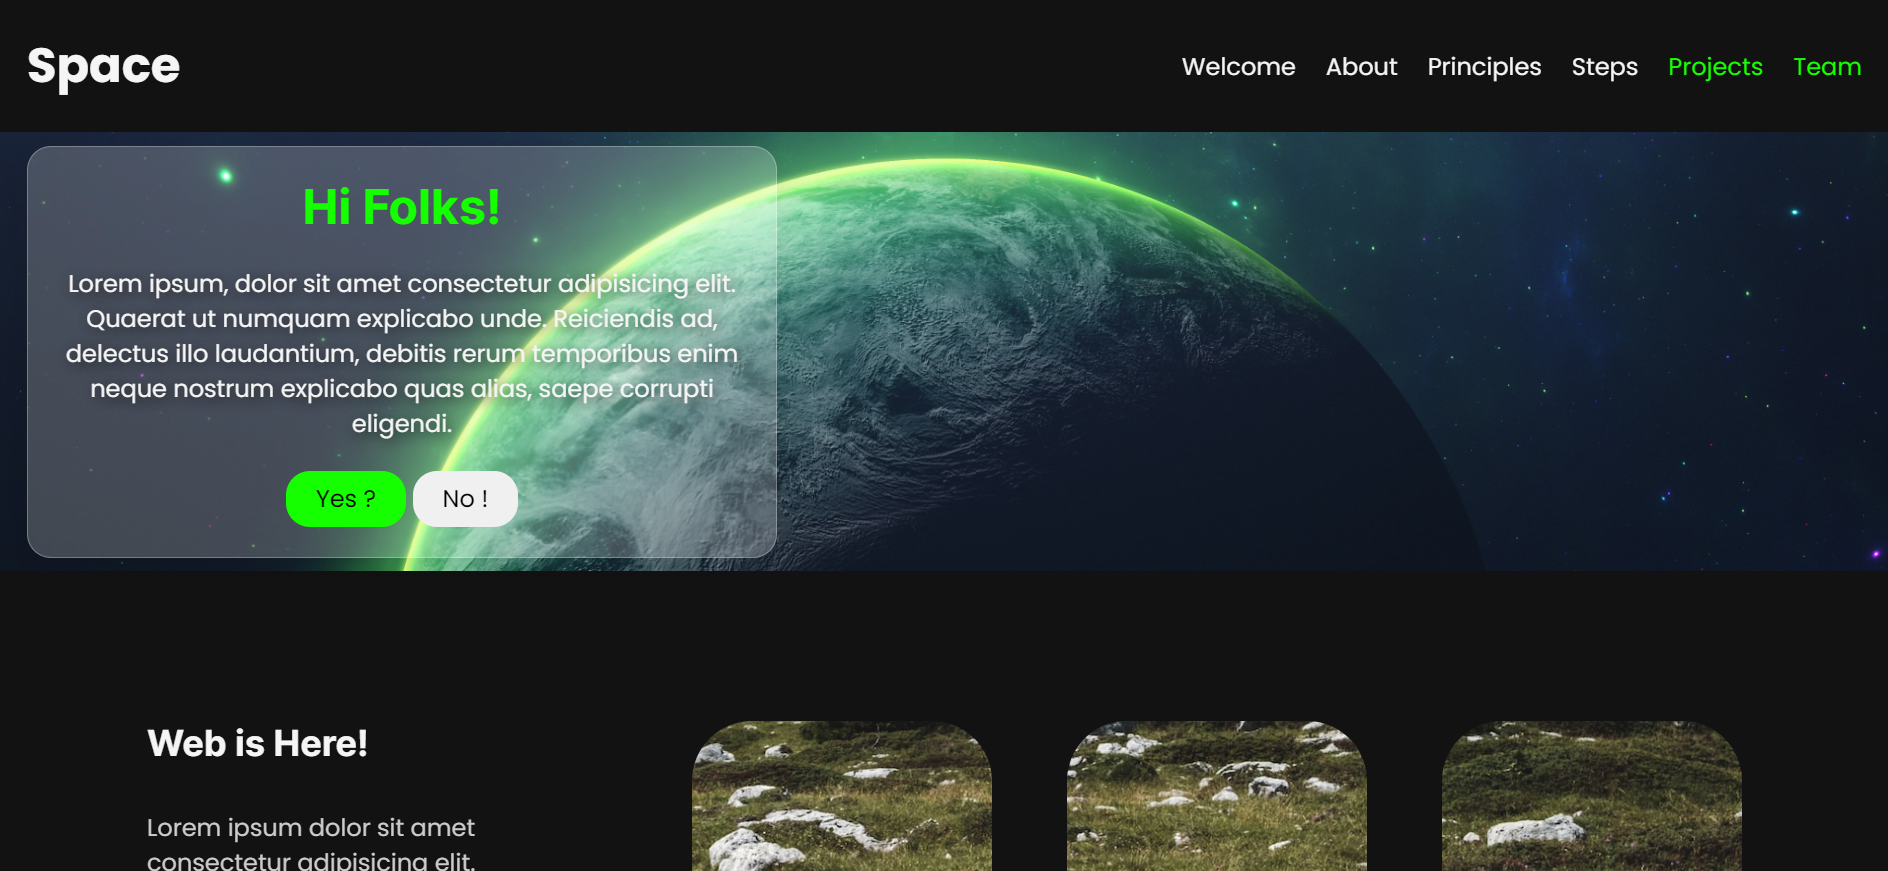 Space
Welcome About Principles Steps Projects Team
Hi Folks!
Lorem ipsum, dolor sit amet consectetur adipisicing elit.
Quaerat ut numquam explicabo unde. Reiciendis ad,
delectus illo laudantium, debitis rerum temporibus enim
neque nostrum explicabo quas alias, saepe corrupti
eligendi.
Yes ? No !
Web is Here!
Lorem ipsum dolor sit amet
consectetur adipisicing elit.